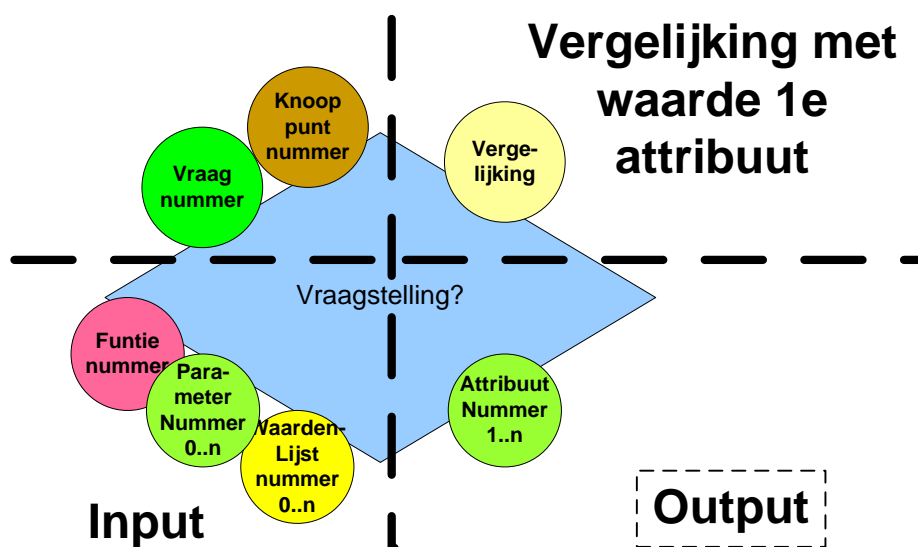 Vergelijking met
waarde 1e
attribuut
Knoop
punt
nummer
Verge-
lijking
Vraag
nummer
Vraagstelling?
Funtie
nummer
Para-
meter
Nummer
0..n
Attribuut
Nummer
1..n
Waarden-
Lijst
nummer
0..n
Input
Output